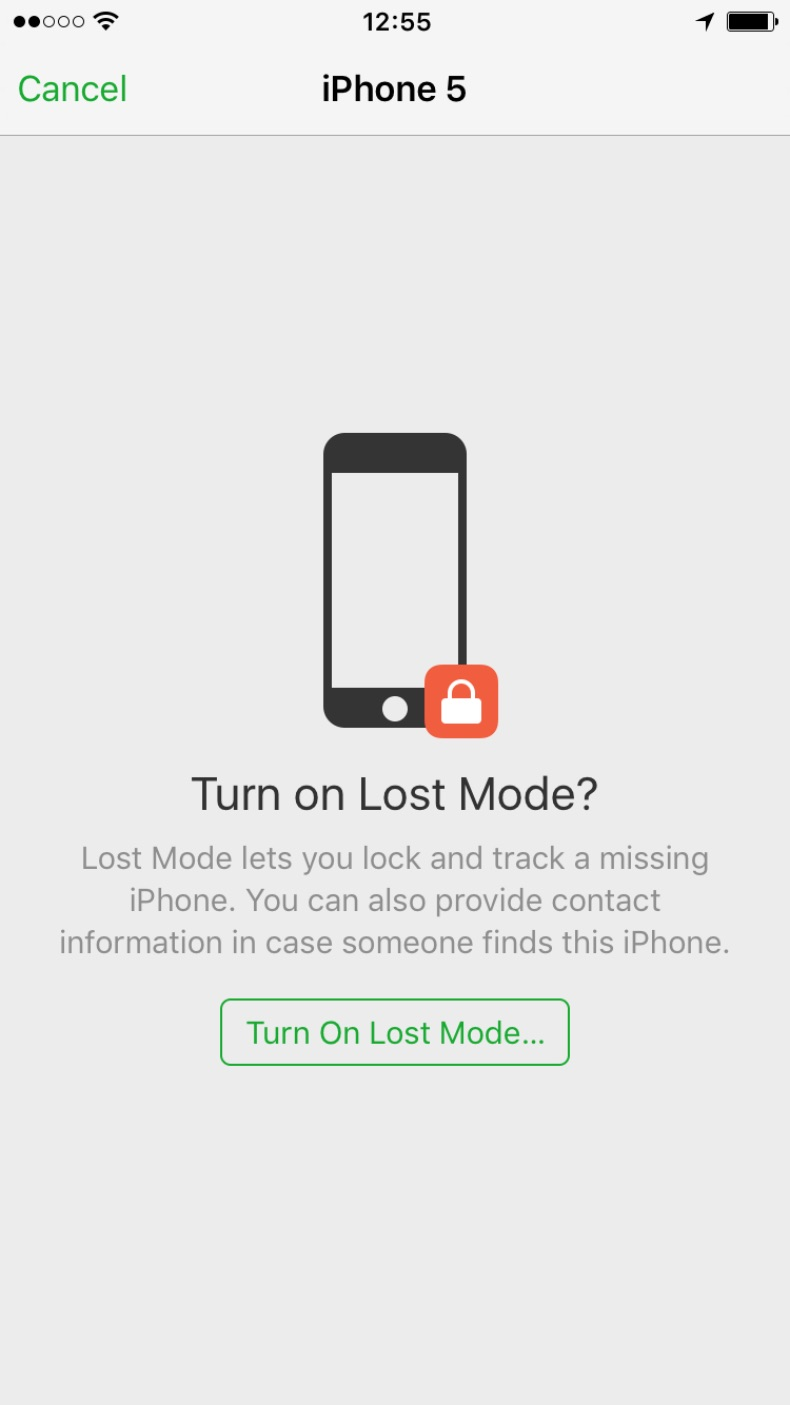 12:55
Cancel
iPhone 5
Turn on Lost Mode?
Lost Mode lets you lock and track a missing
iPhone. You can also provide contact
information in case someone finds this iPhone.
Turn On Lost Mode...